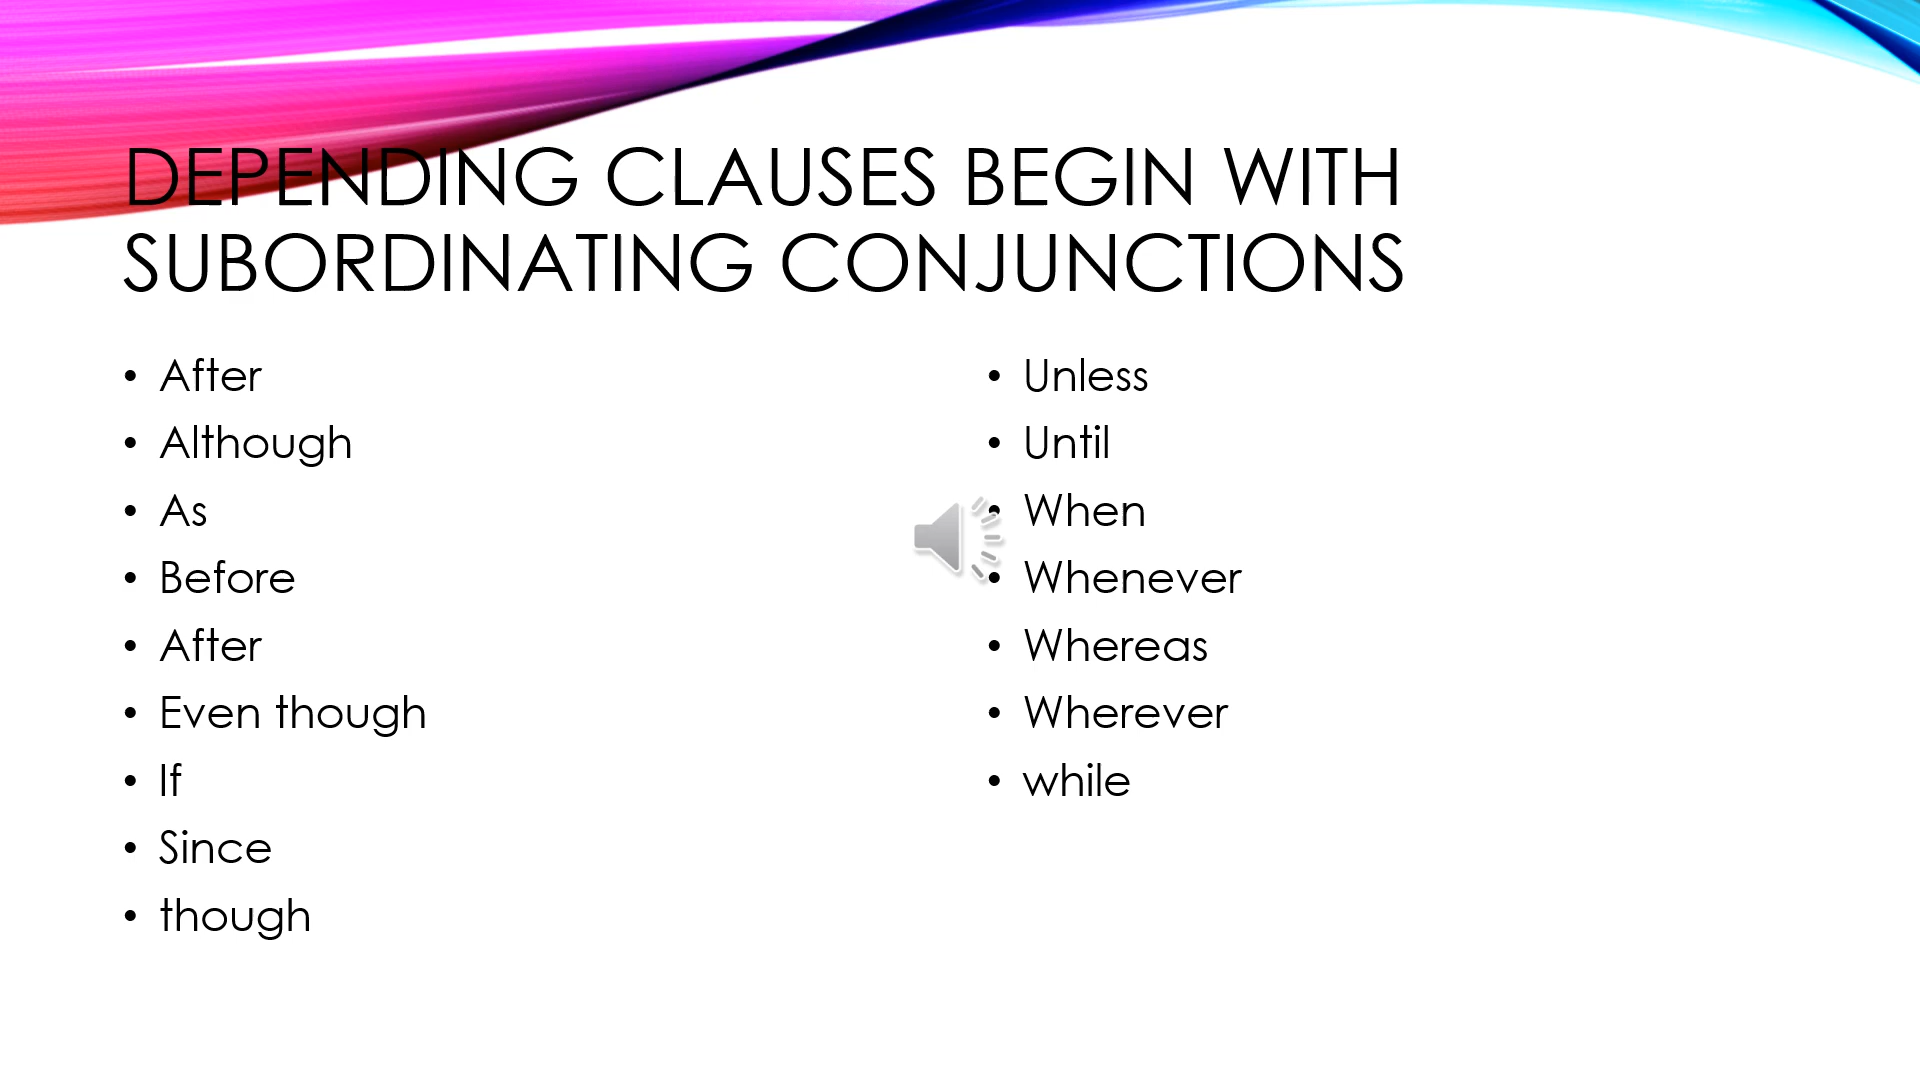 DEPENDING CLAUSES BEGIN WITH
SUBORDINATING CONJUNCTIONS
• After
• Although
• As
• Before
• After
• Even though
• If
• Since
• though
• Unless
• Until
• When
• Whenever
• Whereas
• Wherever
• while